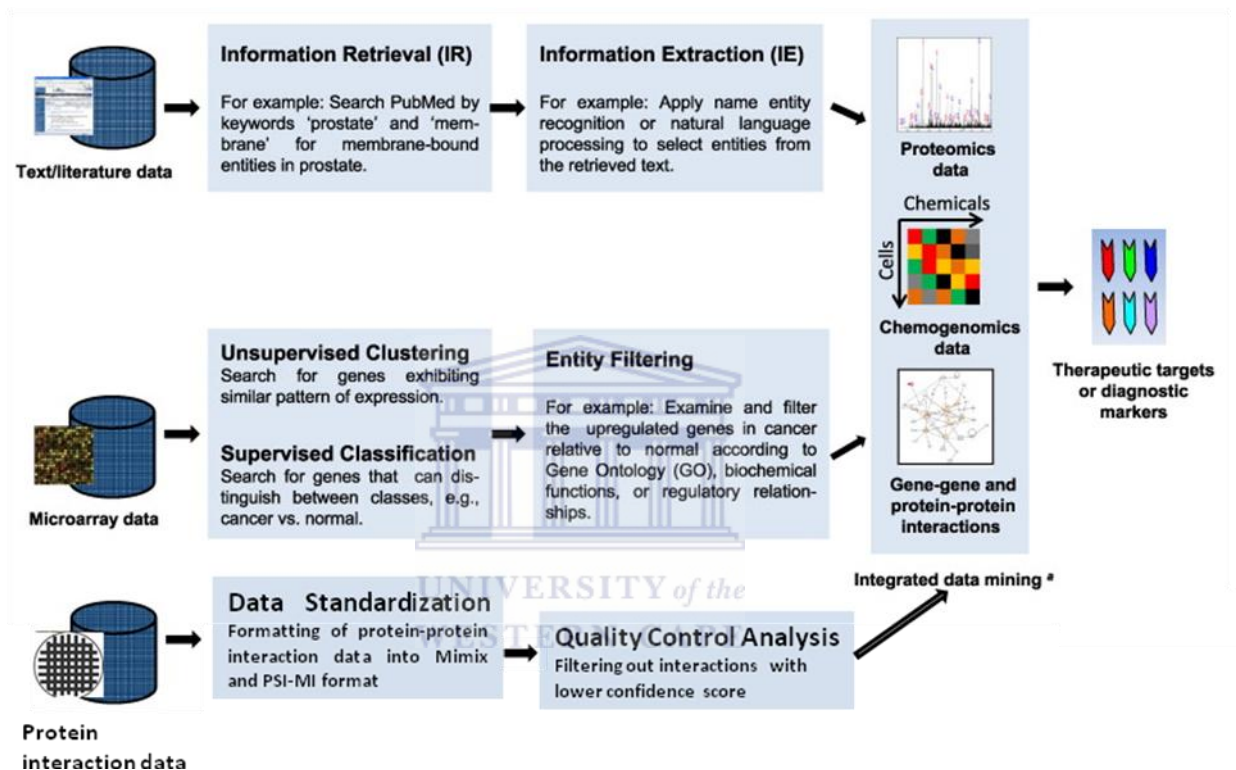 Information Retrieval (IR)
For example: Search PubMed by
keywords 'prostate' and 'mem-
brane' for membrane-bound
entities in prostate.
Information Extraction (IE)
For example: Apply name entity
recognition or natural language
processing to select entities from
the retrieved text.
Text/literature data
Proteomics
data
Chemicals
Cells
Chemogenomics
data
Gene-gene and
protein-protein
interactions
Therapeutic targets
or diagnostic
markers
Unsupervised Clustering
Search for genes exhibiting
similar pattern of expression.
Supervised Classification
Search for genes that can dis-
tinguish between classes, e.g.,
cancer vs. normal.
Entity Filtering
For example: Examine and filter
the upregulated genes in cancer
relative to normal according to
Gene Ontology (GO), biochemical
functions, or regulatory relation-
ships.
Microarray data
Integrated data mining a
UNIVERSITY of the
WESTERN CAPE
Data Standardization
Formatting of protein-protein
interaction data into Mimix
and PSI-MI format
Quality Control Analysis
Filtering out interactions with
lower confidence score
Protein
interaction data